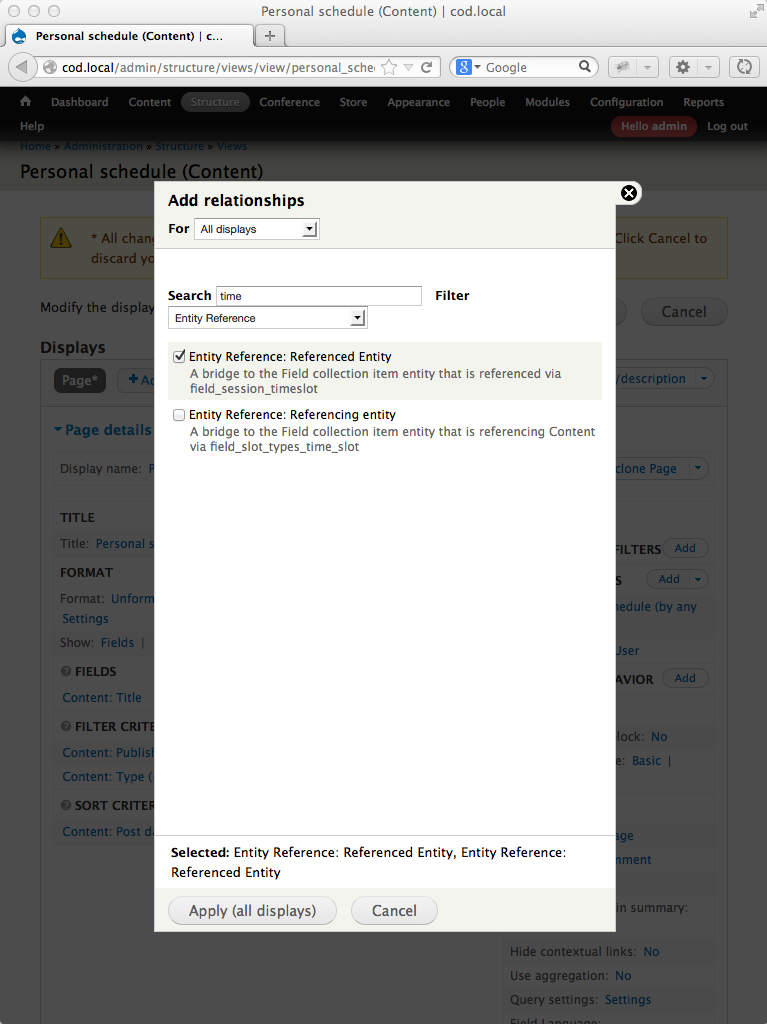 Personal schedule (Content) | cod.local
Personal schedule (Content) | c...
cod.local/admin/structure/views/view/personal_sche
Google
Dashboard Content Structure Conference Store Appearance People Modules Configuration Reports
Help Hello admin Log out
Home » Administration » Structure » Views
Personal schedule (Content)
Add relationships
For All displays
* All chan Click Cancel to
discard yo
Search time Filter
Entity Reference
Modify the display Cancel
Displays
Page* Ad /description
Entity Reference: Referenced Entity
A bridge to the Field collection item entity that is referenced via
field_session_timeslot
Entity Reference: Referencing entity
A bridge to the Field collection item entity that is referencing Content
via field_slot_types_time_slot
Page details
Display name: P clone Page
TITLE
Title: Personal s FILTERS Add
FORMAT S Add
Format: Unform edule (by any
Settings
Show: Fields | User
FIELDS AVIOR Add
Content: Title
FILTER CRITE
Content: Publish lock: No
Content: Type ( e: Basic |
SORT CRITER
Content: Post da age
mment
Selected: Entity Reference: Referenced Entity, Entity Reference:
Referenced Entity
Apply (all displays) Cancel
in summary:
Hide contextual links: No
Use aggregation: No
Query settings: Settings
Field Language: